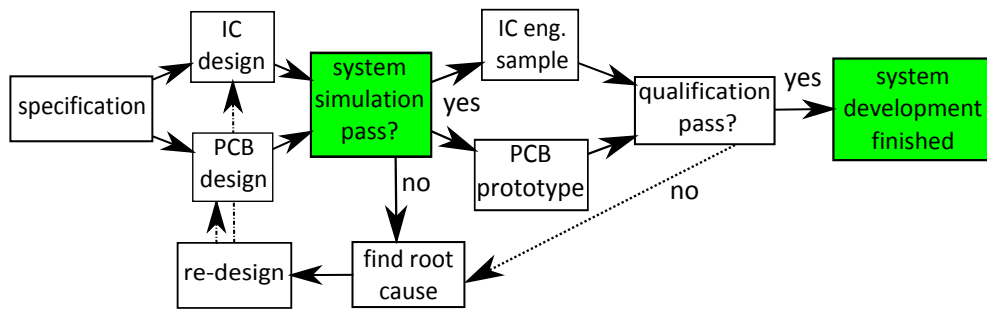 specification
IC
design
PCB
design
system
simulation
pass?
yes
no
IC eng.
sample
PCB
prototype
qualification
pass?
yes
no
system
development
finished
find root
cause
re-design